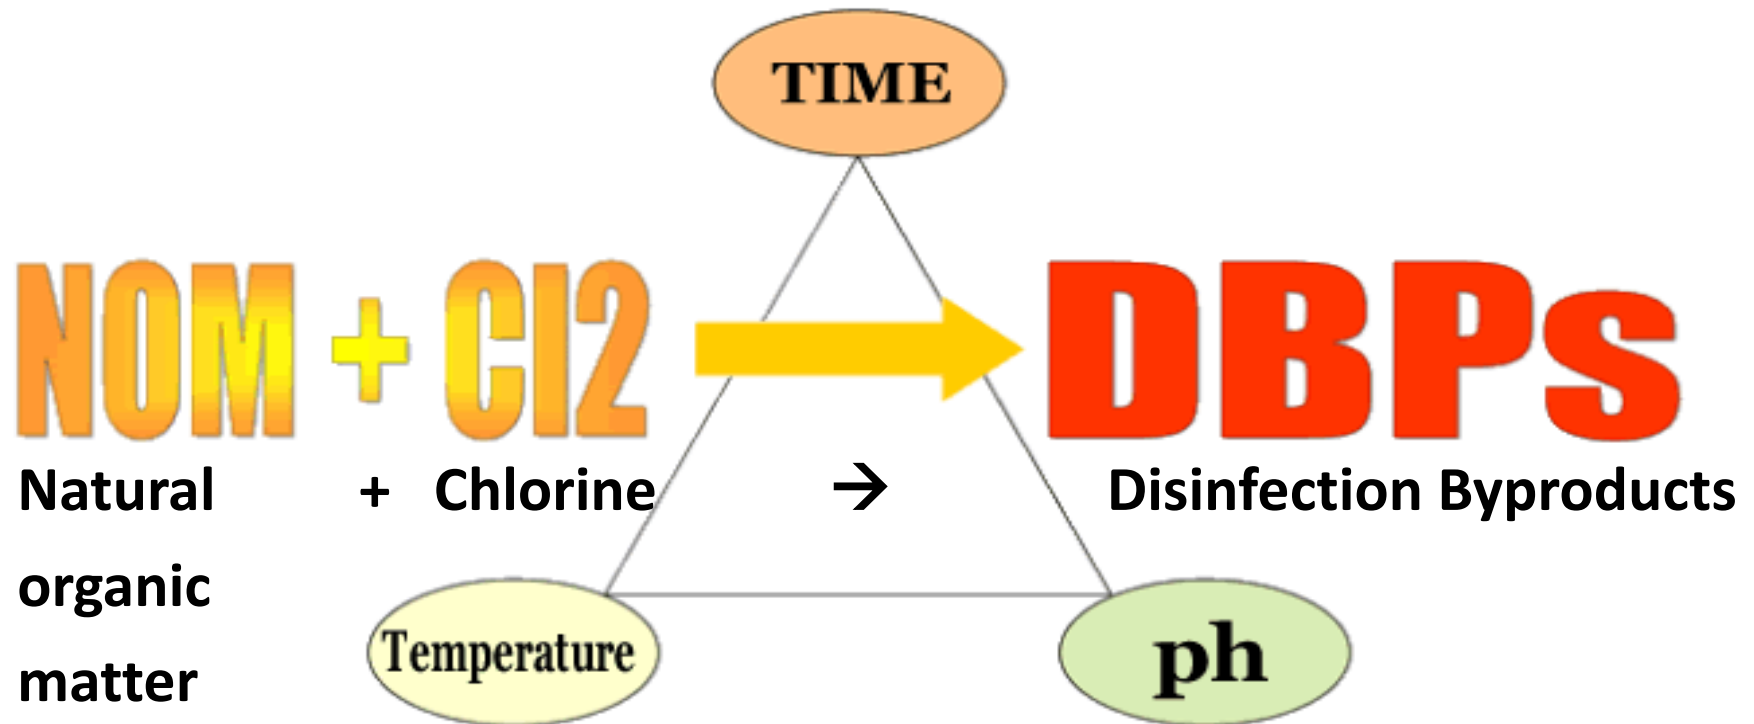 TIME
NOM + Cl2 DBPs
Natural + Chlorine → Disinfection Byproducts
organic
matter
Temperature
ph